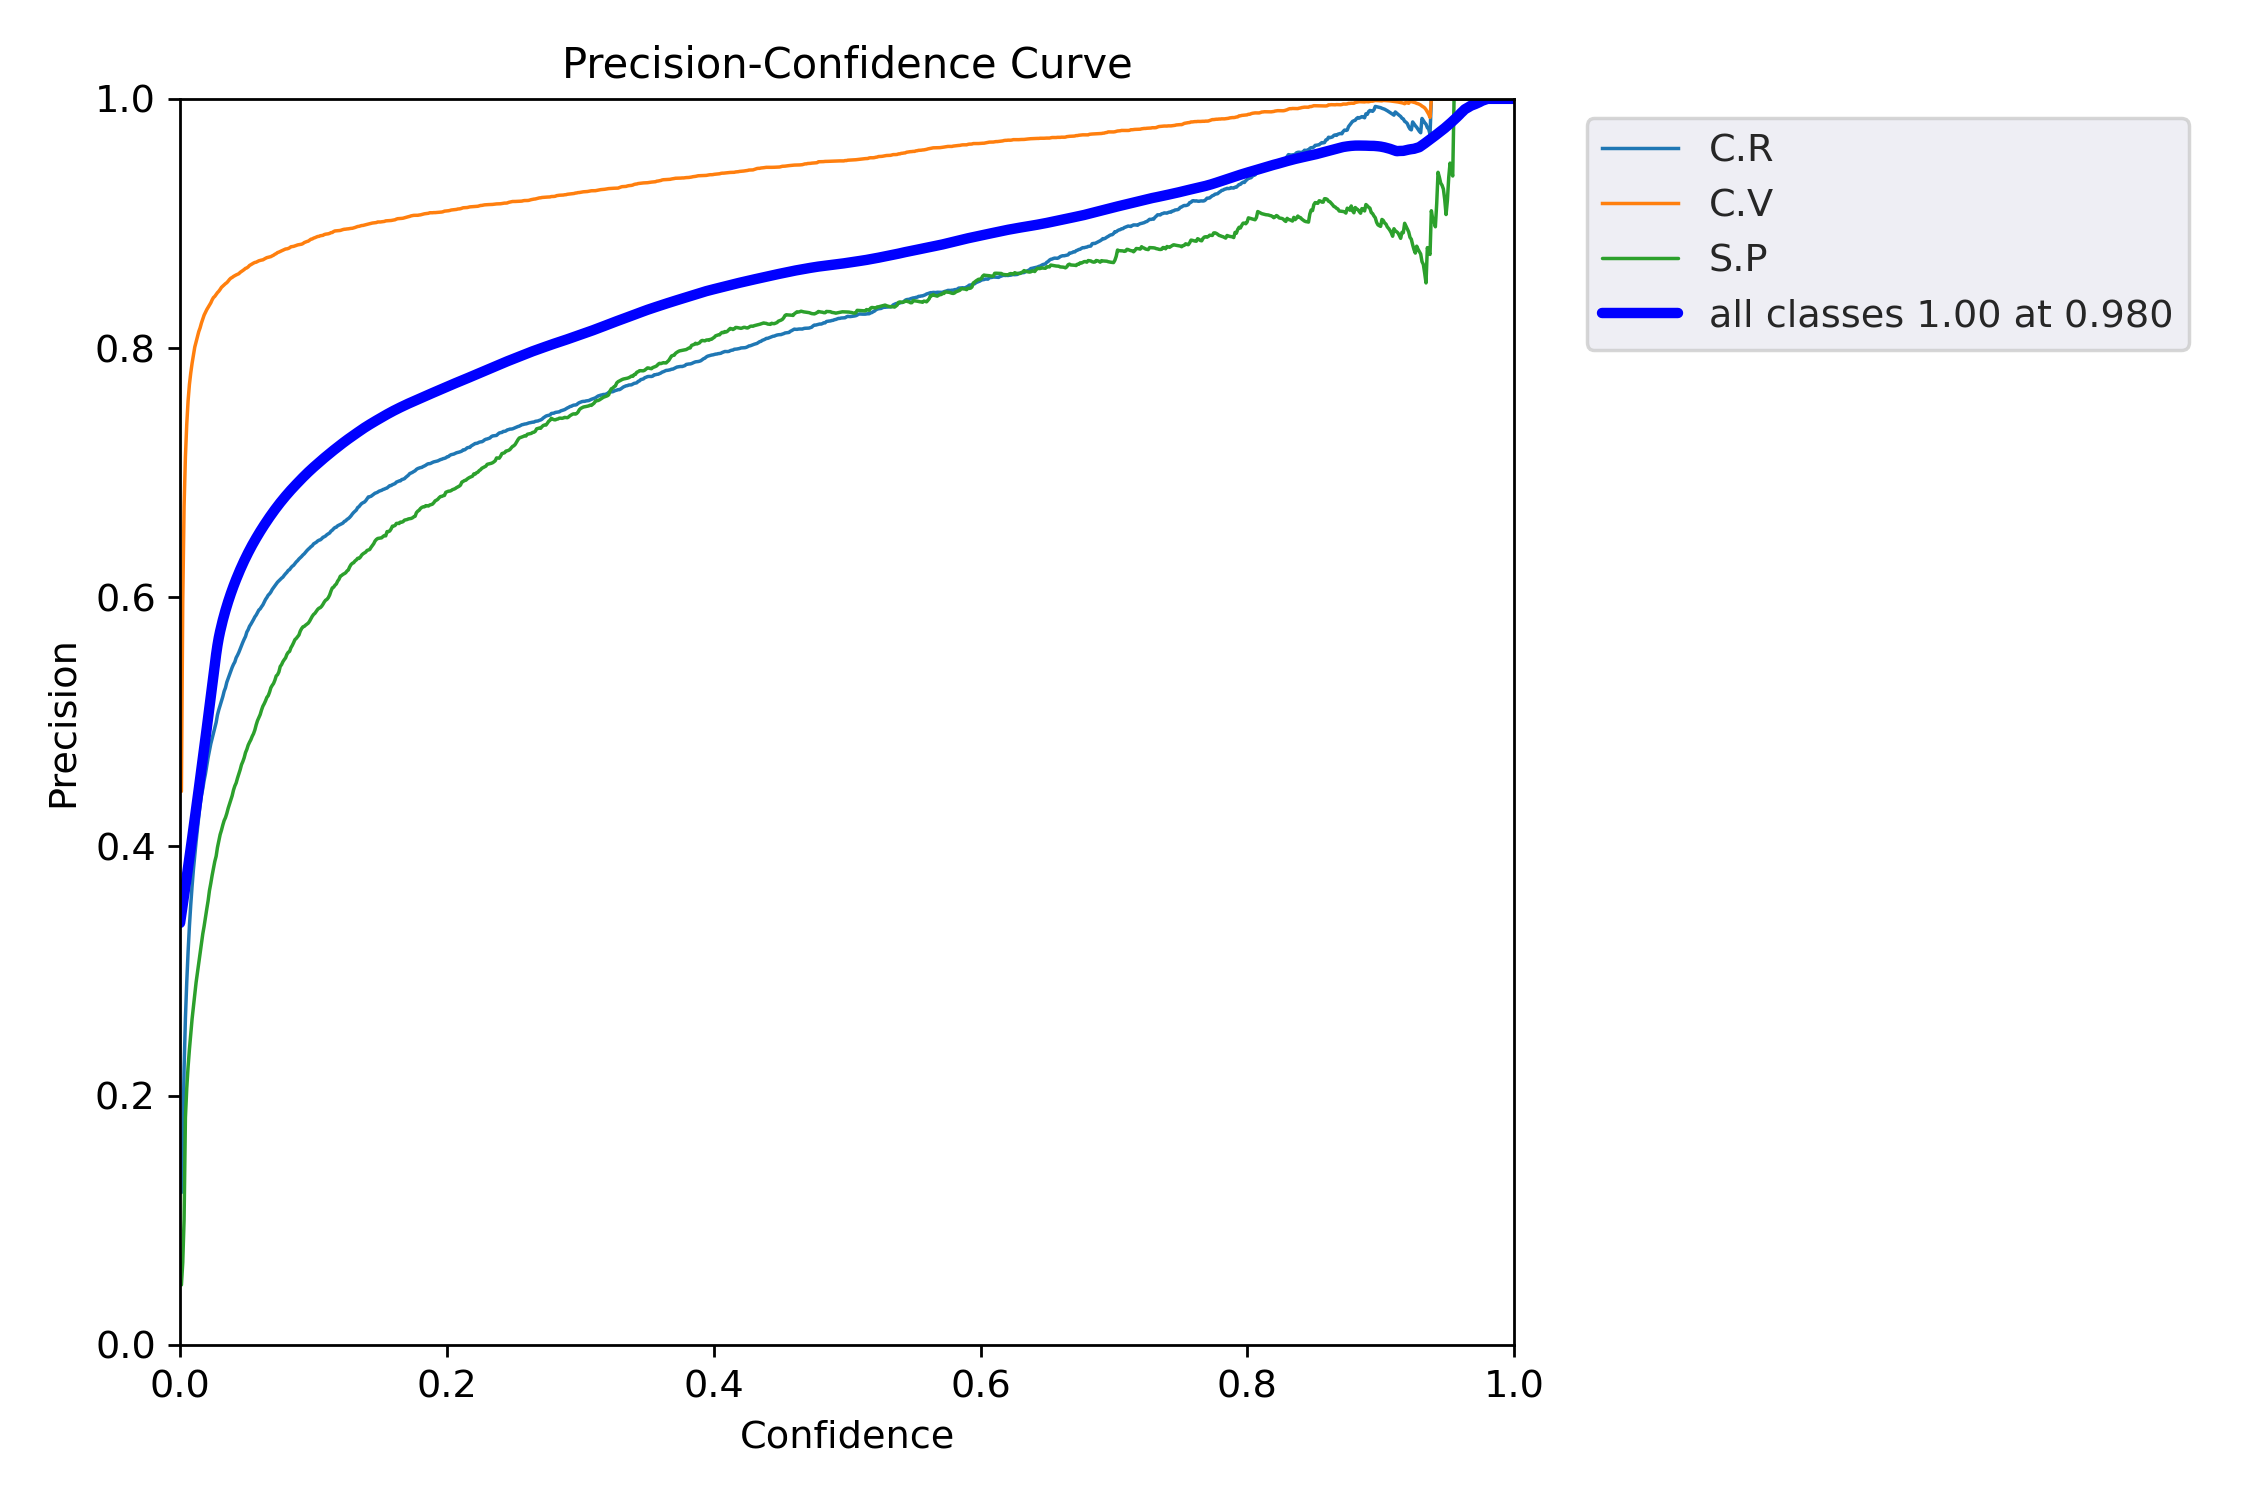 Precision-Confidence Curve
1.0
0.8
0.6
0.4
0.2
0.0
Precision
0.0 0.2 0.4 0.6 0.8 1.0
Confidence
C.R
C.V
S.P
all classes 1.00 at 0.980